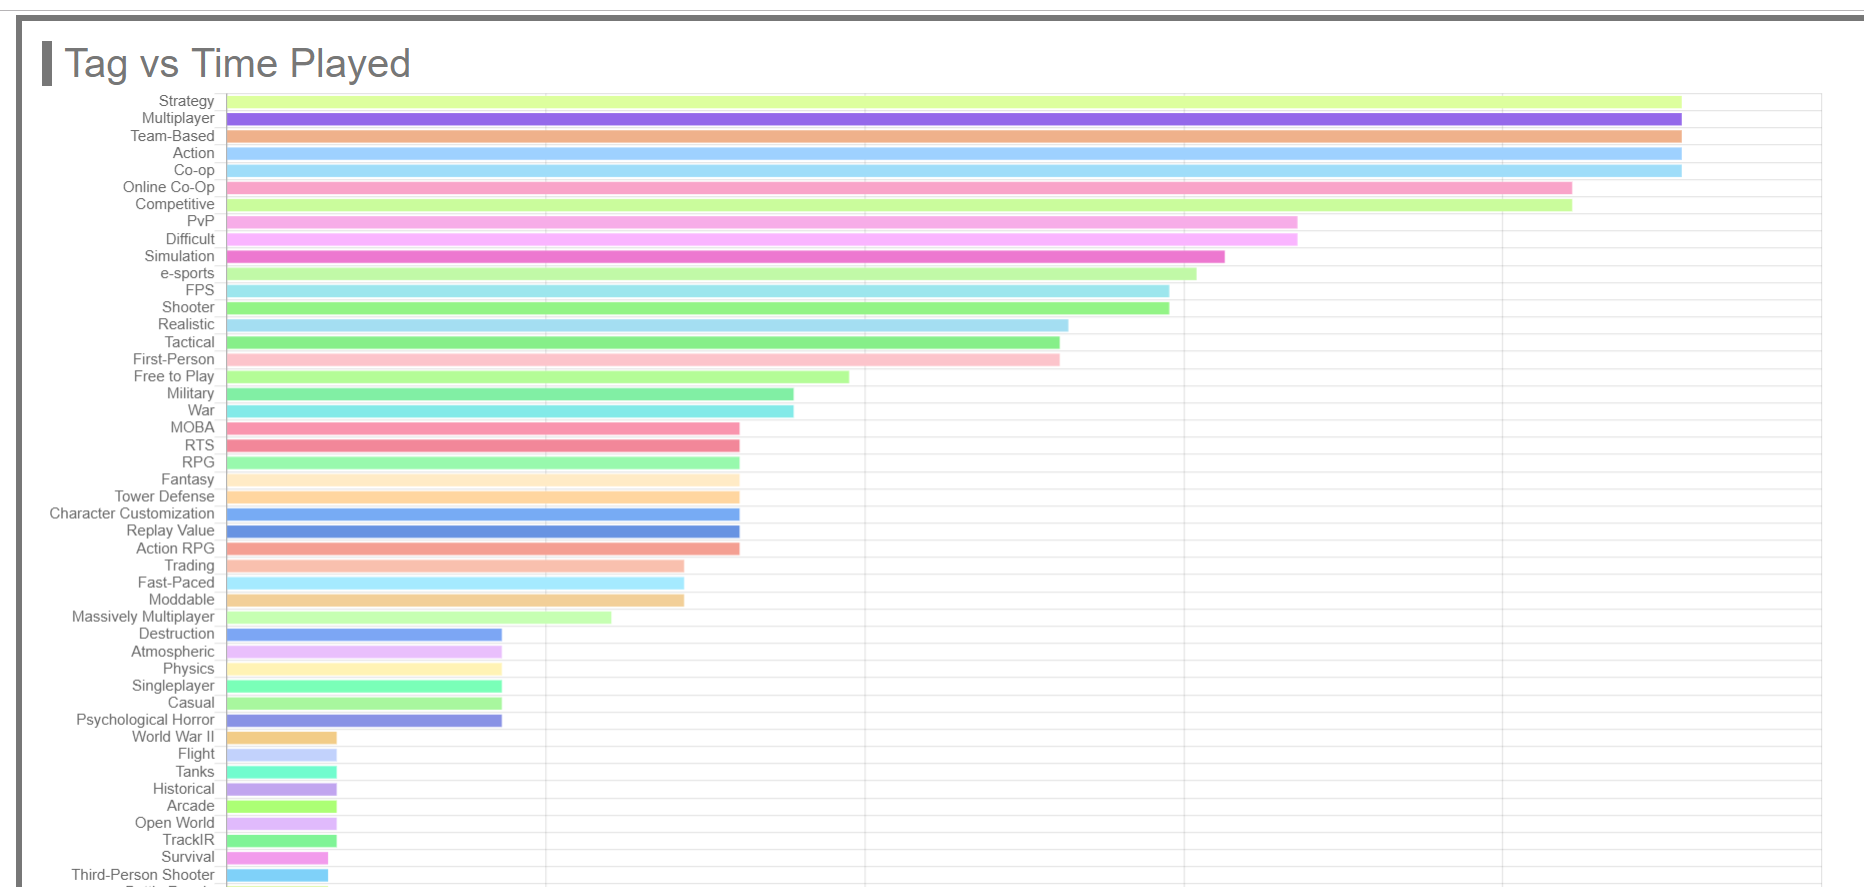 Tag vs Time Played
Strategy
Multiplayer
Team-Based
Action
Co-op
Online Co-Op
Competitive
PvP
Difficult
Simulation
e-sports
FPS
Shooter
Realistic
Tactical
First-Person
Free to Play
Military
War
MOBA
RTS
RPG
Fantasy
Tower Defense
Character Customization
Replay Value
Action RPG
Trading
Fast-Paced
Moddable
Massively Multiplayer
Destruction
Atmospheric
Physics
Singleplayer
Casual
Psychological Horror
World War II
Flight
Tanks
Historical
Arcade
Open World
TrackIR
Survival
Third-Person Shooter